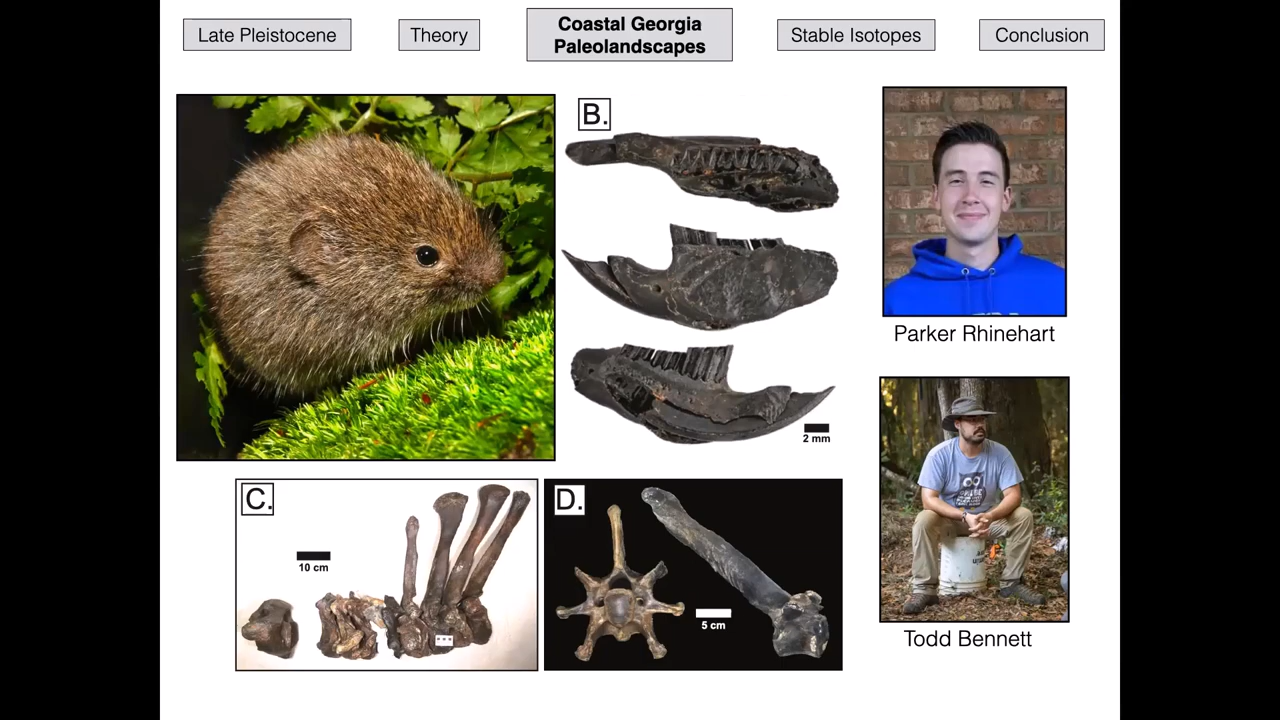 Late Pleistocene
Theory
Coastal Georgia
Paleolandscapes
Stable Isotopes
Conclusion
B.
2 mm
Parker Rhinehart
C.
10 cm
D.
5 cm
Todd Bennett